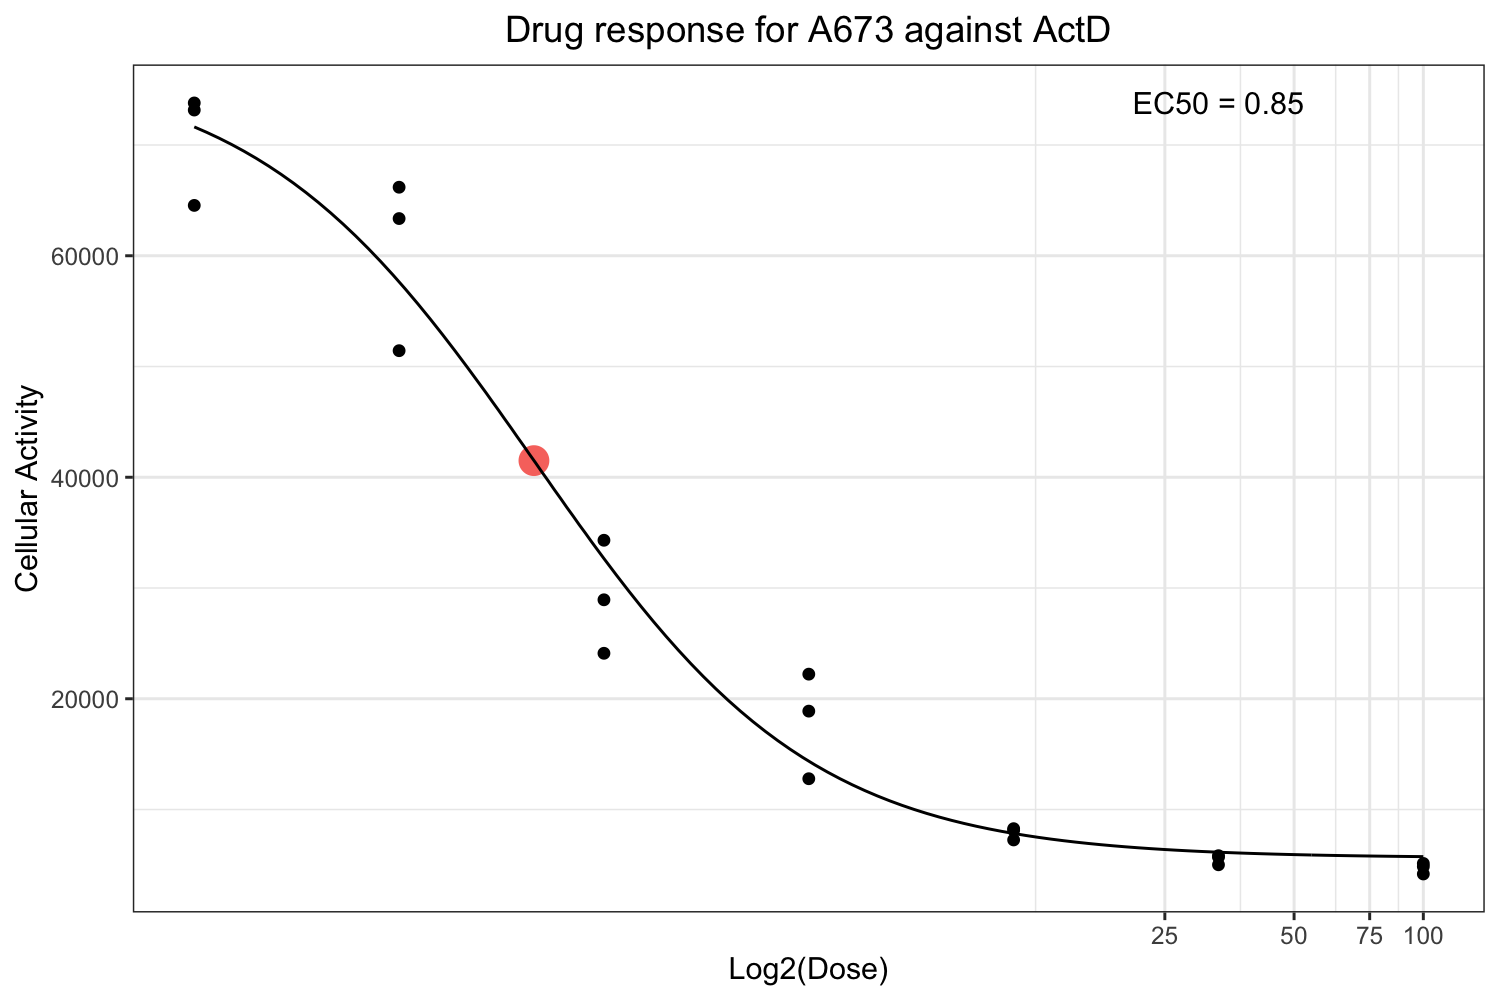 Drug response for A673 against ActD
EC50 = 0.85
Cellular Activity
60000
40000
20000
25 50 75 100
Log2(Dose)